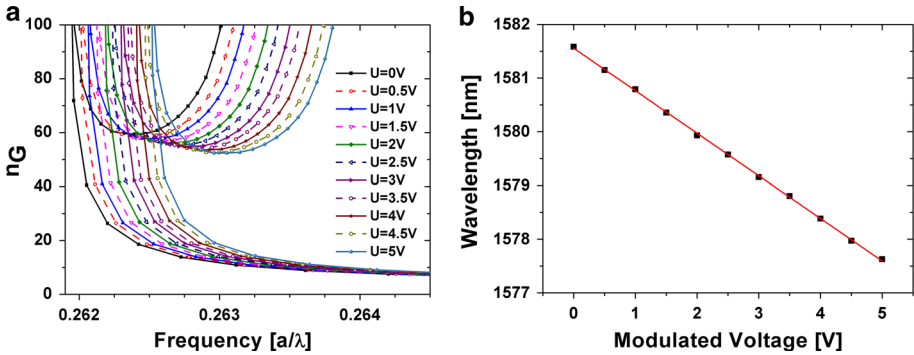 a
100
80
60
40
20
0
nG
0.262
0.263
0.264
Frequency [a/λ]
U=0V
U=0.5V
U=1V
U=1.5V
U=2V
U=2.5V
U=3V
U=3.5V
U=4V
U=4.5V
U=5V
b
1582
1581
1580
1579
1578
1577
Wavelength [nm]
0
1
2
3
4
5
Modulated Voltage [V]